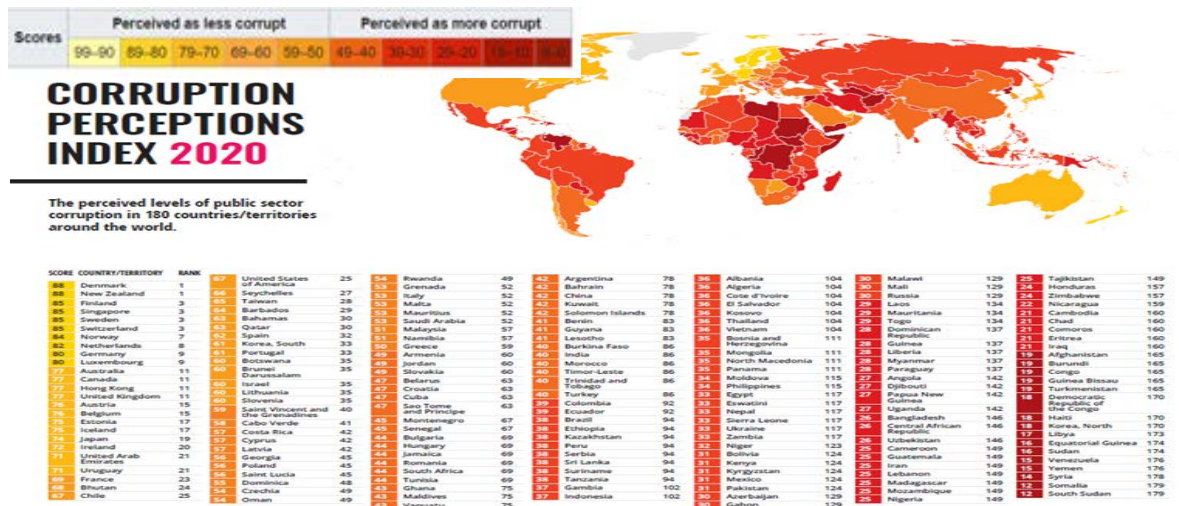 Perceived as less corrupt Perceived as more corrupt
Scores
99–90 89–80 79–70 69–60 59–50 49–40 39–30 29–20 19–10 9–0
CORRUPTION
PERCEPTIONS
INDEX 2020
The perceived levels of public sector
corruption in 180 countries/territories
around the world.
SCORE COUNTRY/TERRITORY RANK
88 Denmark 1
88 New Zealand 1
85 Finland 3
85 Singapore 3
85 Sweden 3
85 Switzerland 3
84 Norway 7
82 Netherlands 8
80 Germany 9
80 Luxembourg 9
77 Australia 11
77 Canada 11
77 Hong Kong 11
77 United Kingdom 11
76 Austria 15
76 Belgium 15
75 Estonia 17
75 Iceland 17
74 Japan 19
72 Ireland 20
71 United Arab
Emirates 21
71 Uruguay 21
69 France 23
68 Bhutan 24
67 Chile 25
67 United States
of America 25
66 Seychelles 27
65 Taiwan 28
64 Barbados 29
63 Bahamas 30
63 Qatar 30
62 Spain 32
61 Korea, South 33
61 Portugal 33
60 Botswana 35
60 Brunei
Darussalam 35
60 Israel 35
60 Lithuania 35
60 Slovenia 35
59 Saint Vincent and
the Grenadines 40
58 Cabo Verde 41
57 Costa Rica 42
57 Cyprus 42
57 Latvia 42
56 Georgia 45
56 Poland 45
56 Saint Lucia 45
55 Dominica 48
54 Czechia 49
54 Oman 49
54 Rwanda 49
53 Grenada 52
53 Italy 52
53 Malta 52
53 Mauritius 52
53 Saudi Arabia 52
51 Malaysia 57
51 Namibia 57
50 Greece 59
49 Armenia 60
49 Jordan 60
49 Slovakia 60
47 Belarus 63
47 Croatia 63
47 Cuba 63
47 Sao Tome
and Principe 63
45 Montenegro 67
45 Senegal 67
44 Bulgaria 69
44 Hungary 69
44 Jamaica 69
44 Romania 69
44 South Africa 69
44 Tunisia 69
43 Ghana 75
43 Maldives 75
43 Vanuatu 75
42 Argentina 78
42 Bahrain 78
42 China 78
42 Kuwait 78
42 Solomon Islands 78
41 Benin 83
41 Guyana 83
41 Lesotho 83
40 Burkina Faso 86
40 India 86
40 Morocco 86
40 Timor-Leste 86
40 Trinidad and
Tobago 86
40 Turkey 86
39 Colombia 92
39 Ecuador 92
38 Brazil 94
38 Ethiopia 94
38 Kazakhstan 94
38 Peru 94
38 Serbia 94
38 Sri Lanka 94
38 Suriname 94
38 Tanzania 94
37 Gambia 102
37 Indonesia 102
36 Albania 104
36 Algeria 104
36 Cote d'Ivoire 104
36 El Salvador 104
36 Kosovo 104
36 Thailand 104
36 Vietnam 104
35 Bosnia and
Herzegovina 111
35 Mongolia 111
35 North Macedonia 111
35 Panama 111
34 Moldova 115
34 Philippines 115
33 Egypt 117
33 Eswatini 117
33 Nepal 117
33 Sierra Leone 117
33 Ukraine 117
33 Zambia 117
32 Niger 123
31 Bolivia 124
31 Kenya 124
31 Kyrgyzstan 124
31 Mexico 124
31 Pakistan 124
30 Azerbaijan 129
30 Gabon 129
30 Malawi 129
30 Mali 129
30 Russia 129
29 Laos 134
29 Mauritania 134
29 Togo 134
28 Dominican
Republic 137
28 Guinea 137
28 Liberia 137
28 Myanmar 137
28 Paraguay 137
27 Angola 142
27 Djibouti 142
27 Papua New
Guinea 142
27 Uganda 142
26 Bangladesh 146
26 Central African
Republic 146
26 Uzbekistan 146
25 Cameroon 149
25 Guatemala 149
25 Iran 149
25 Lebanon 149
25 Madagascar 149
25 Mozambique 149
25 Nigeria 149
25 Tajikistan 149
24 Honduras 157
24 Zimbabwe 157
22 Nicaragua 159
21 Cambodia 160
21 Chad 160
21 Comoros 160
21 Eritrea 160
21 Iraq 160
19 Afghanistan 165
19 Burundi 165
19 Congo 165
19 Guinea Bissau 165
19 Turkmenistan 165
18 Democratic
Republic of
the Congo 170
18 Haiti 170
18 Korea, North 170
17 Libya 173
16 Equatorial Guinea 174
16 Sudan 174
15 Venezuela 176
15 Yemen 176
14 Syria 178
12 Somalia 179
12 South Sudan 179